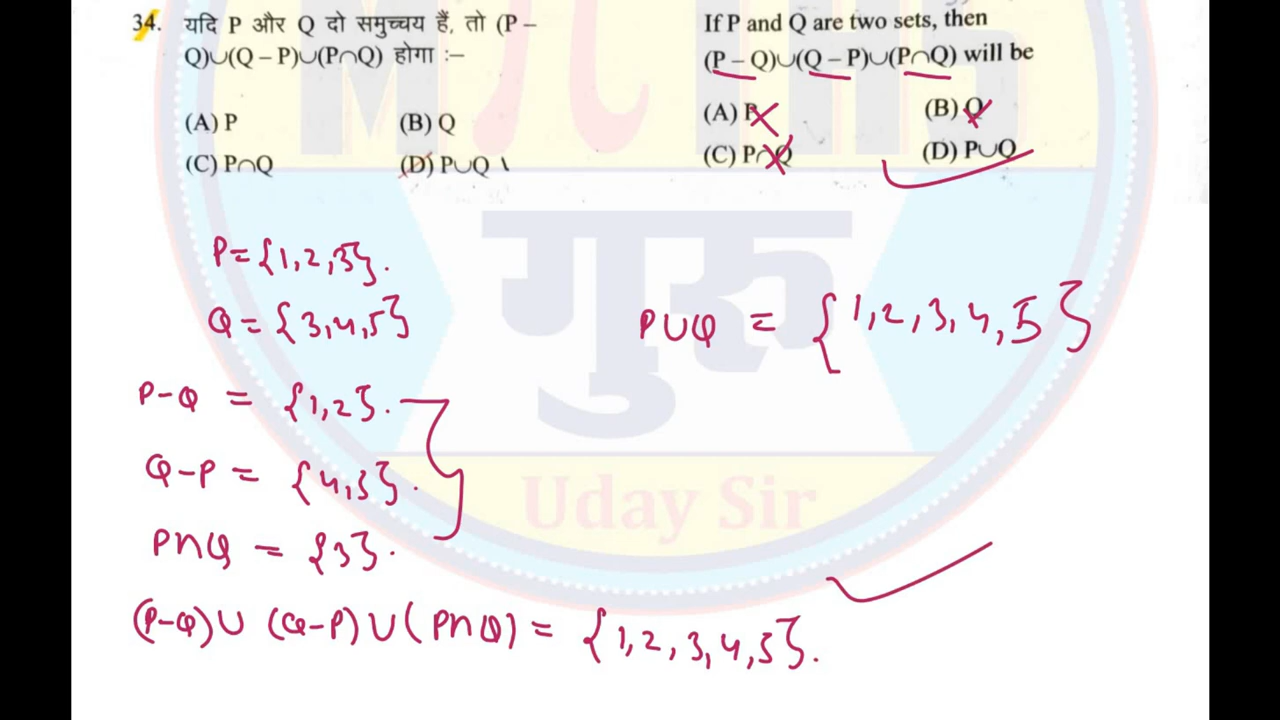 34. यदि P और Q दो समुच्चय हैं, तो (P –
Q)∪(Q – P)∪(P∩Q) होगा :–
(A) P (B) Q
(C) P∩Q (D) P∪Q
If P and Q are two sets, then
(P – Q)∪(Q – P)∪(P∩Q) will be
(A) P (B) Q
(C) P∩Q (D) P∪Q
P = {1, 2, 3}.
Q = {3, 4, 5}
P∪Q = {1, 2, 3, 4, 5}
P-Q = {1, 2}.
Q-P = {4, 5}.
P∩Q = {3}.
(P-Q)∪ (Q-P)∪(P∩Q) = {1, 2, 3, 4, 5}.
गुरु
Uday Sir